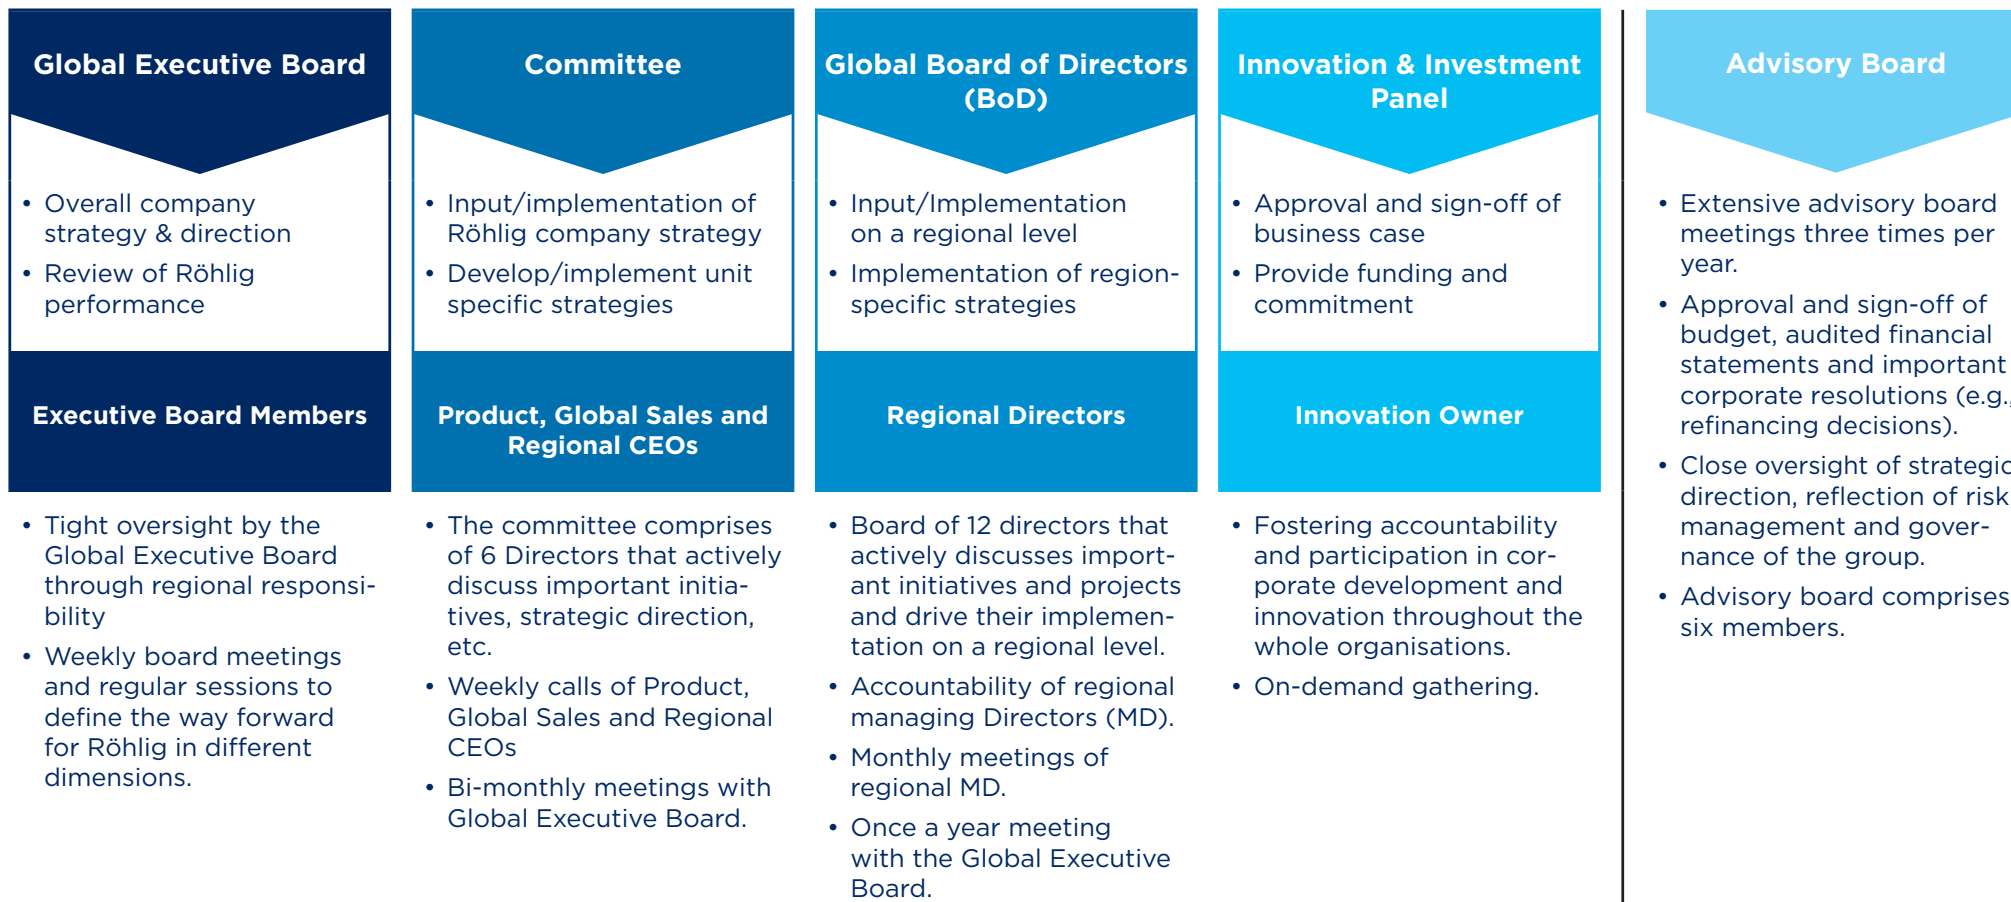 Global Executive Board
• Overall company
strategy & direction
• Review of Röhlig
performance
Executive Board Members
• Tight oversight by the
Global Executive Board
through regional responsi-
bility
• Weekly board meetings
and regular sessions to
define the way forward
for Röhlig in different
dimensions.
Committee
• Input/implementation of
Röhlig company strategy
• Develop/implement unit
specific strategies
Product, Global Sales and
Regional CEOs
• The committee comprises
of 6 Directors that actively
discuss important initia-
tives, strategic direction,
etc.
• Weekly calls of Product,
Global Sales and Regional
CEOs
• Bi-monthly meetings with
Global Executive Board.
Global Board of Directors
(BoD)
• Input/Implementation
on a regional level
• Implementation of region-
specific strategies
Regional Directors
• Board of 12 directors that
actively discusses import-
ant initiatives and projects
and drive their implemen-
tation on a regional level.
• Accountability of regional
managing Directors (MD).
• Monthly meetings of
regional MD.
• Once a year meeting
with the Global Executive
Board.
Innovation & Investment
Panel
• Approval and sign-off of
business case
• Provide funding and
commitment
Innovation Owner
• Fostering accountability
and participation in cor-
porate development and
innovation throughout the
whole organisations.
• On-demand gathering.
Advisory Board
• Extensive advisory board
meetings three times per
year.
• Approval and sign-off of
budget, audited financial
statements and important
corporate resolutions (e.g.,
refinancing decisions).
• Close oversight of strategic
direction, reflection of risk
management and gover-
nance of the group.
• Advisory board comprises
six members.